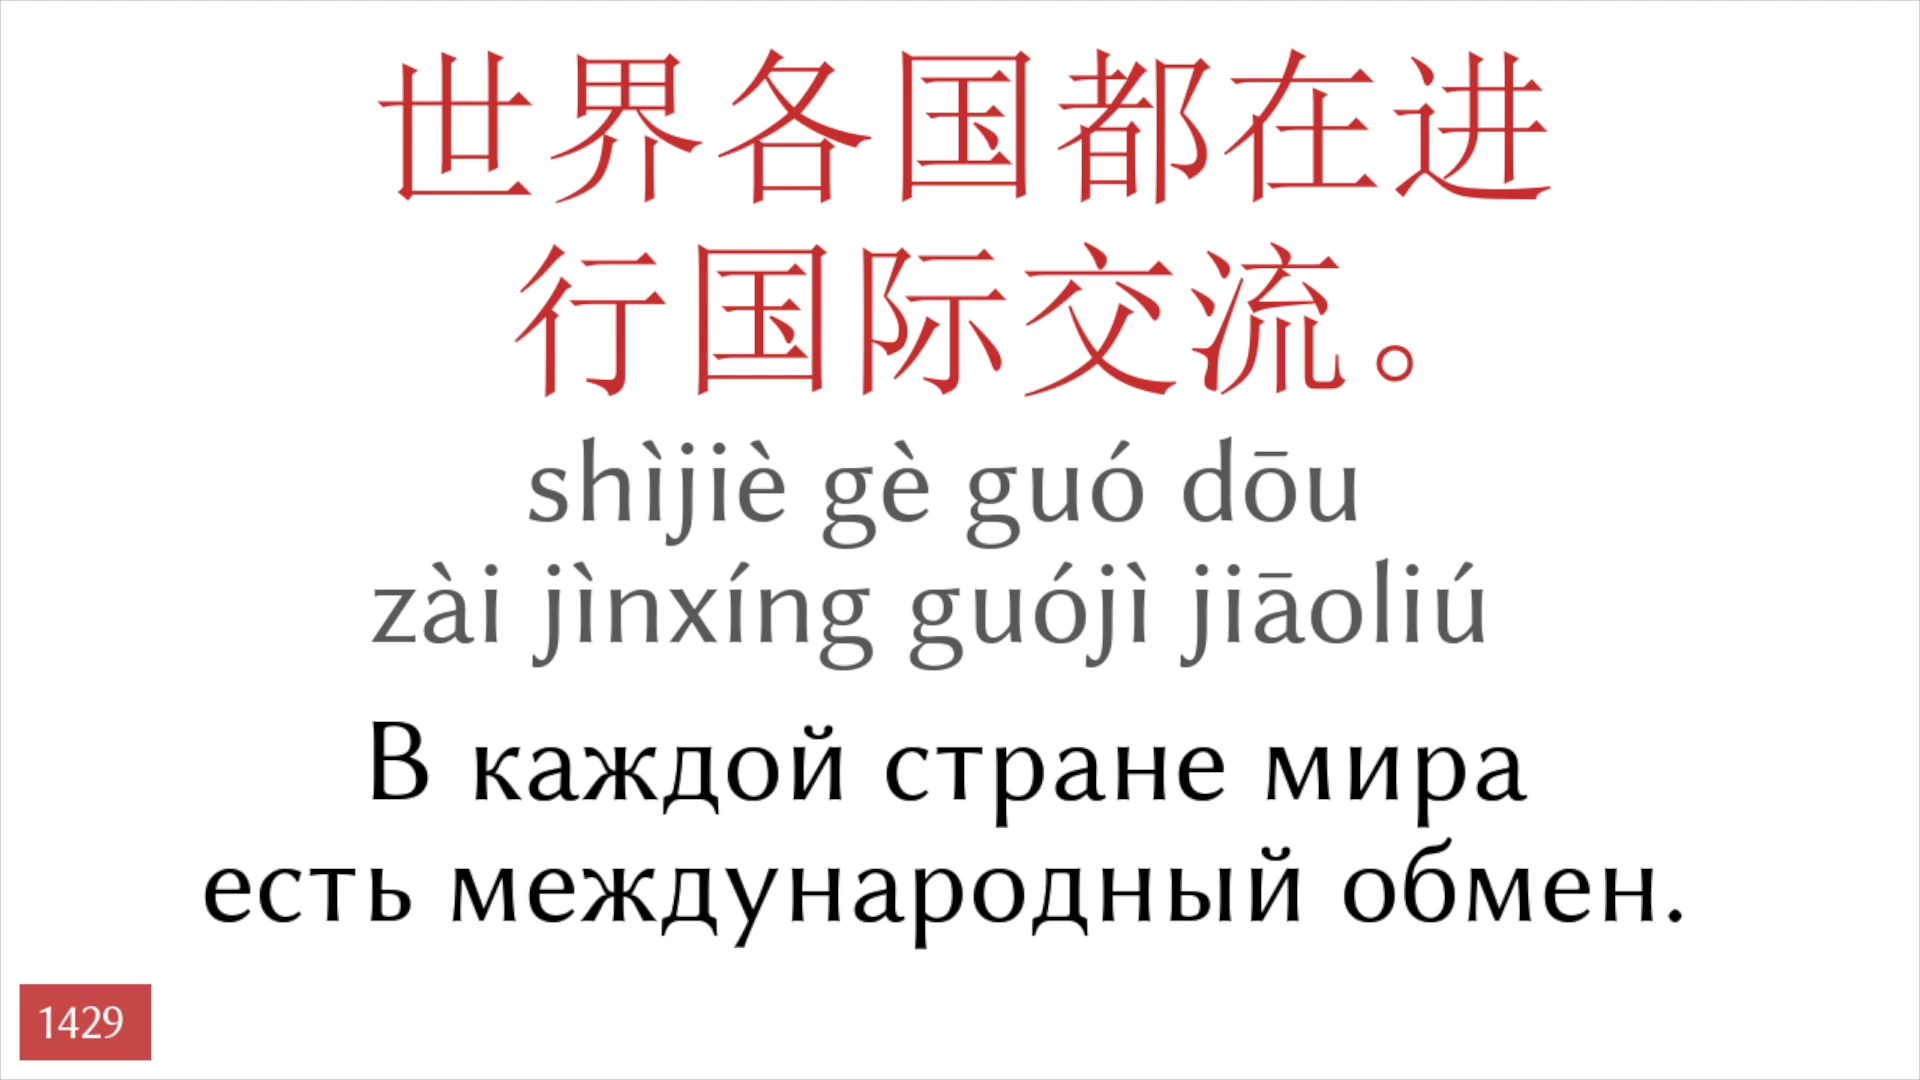 世界各国都在进
行国际交流。
shìjiè gè guó dōu
zài jìnxíng guójì jiāoliú
В каждой стране мира
есть международный обмен.
1429